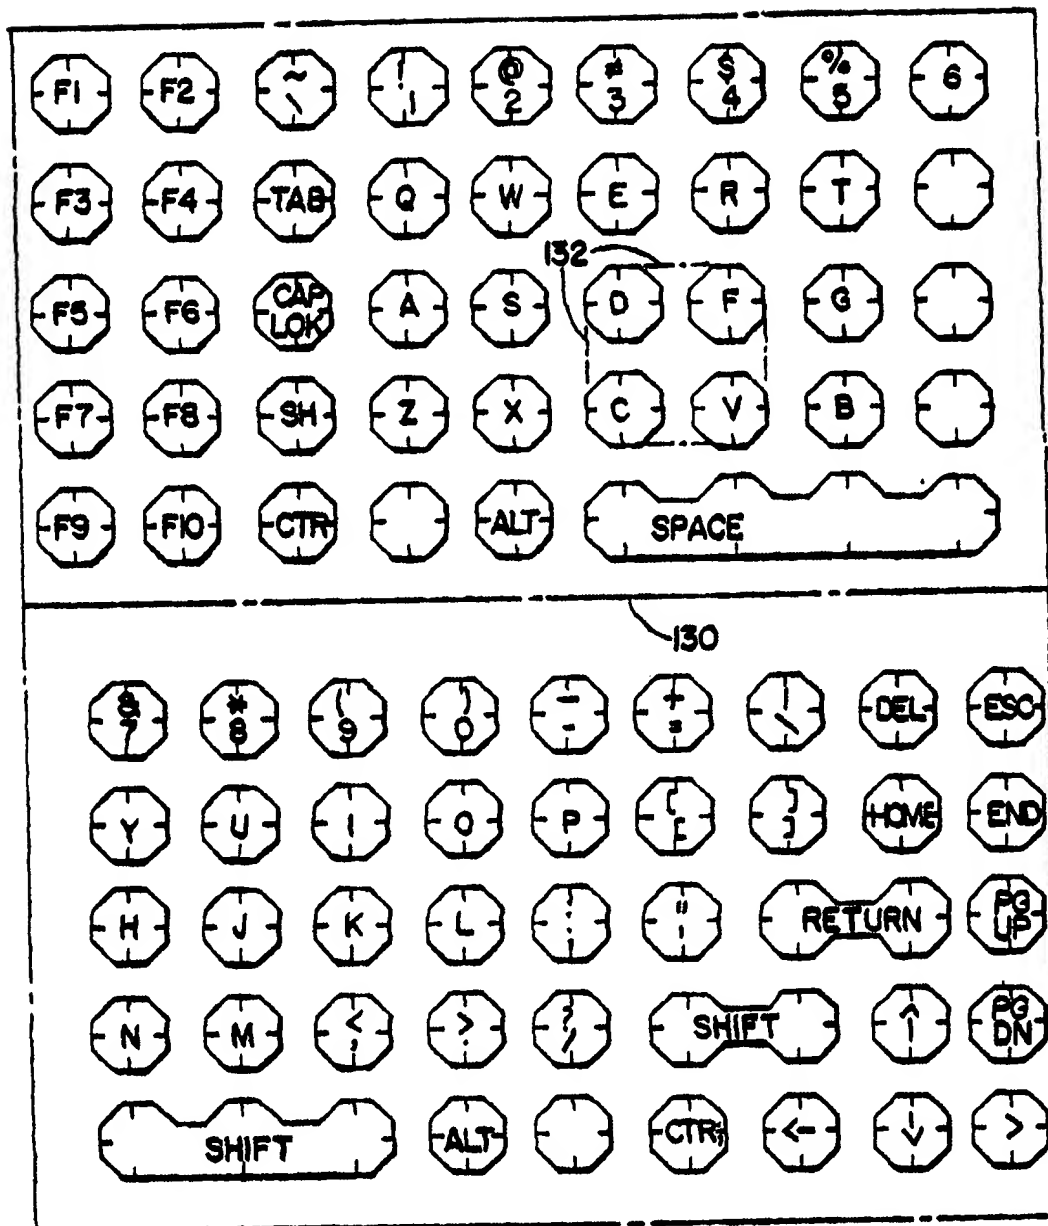 F1 F2 ~ \ ! 1 @ 2 # 3 $ 4 % 5 6
F3 F4 TAB Q W E R T
132
F5 F6 CAP LOK A S D F G
F7 F8 SH Z X C V B
F9 F10 CTR ALT SPACE
130
& 7 * 8 ( 9 ) 0 — - + = | \ DEL ESC
Y U I O P [ [ ] ] HOME END
H J K L : ; " ' RETURN PG UP
N M < , > . ? / SHIFT ^ PG DN
SHIFT ALT CTR ← ↓ >